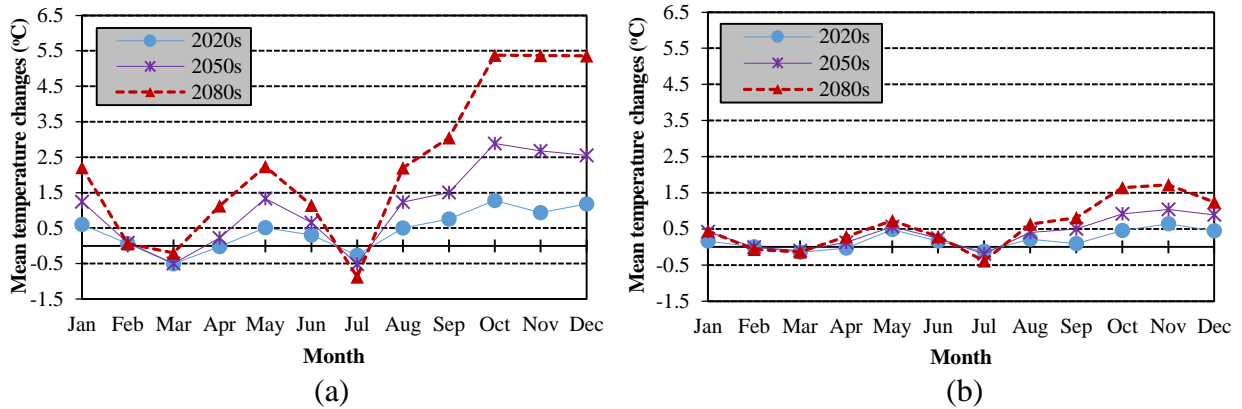 Mean temperature changes (ºC)
6.5
5.5
4.5
3.5
2.5
1.5
0.5
-0.5
-1.5
2020s
2050s
2080s
Jan Feb Mar Apr May Jun Jul Aug Sep Oct Nov Dec
Month
(a)
Mean temperature changes (ºC)
6.5
5.5
4.5
3.5
2.5
1.5
0.5
-0.5
-1.5
2020s
2050s
2080s
Jan Feb Mar Apr May Jun Jul Aug Sep Oct Nov Dec
Month
(b)